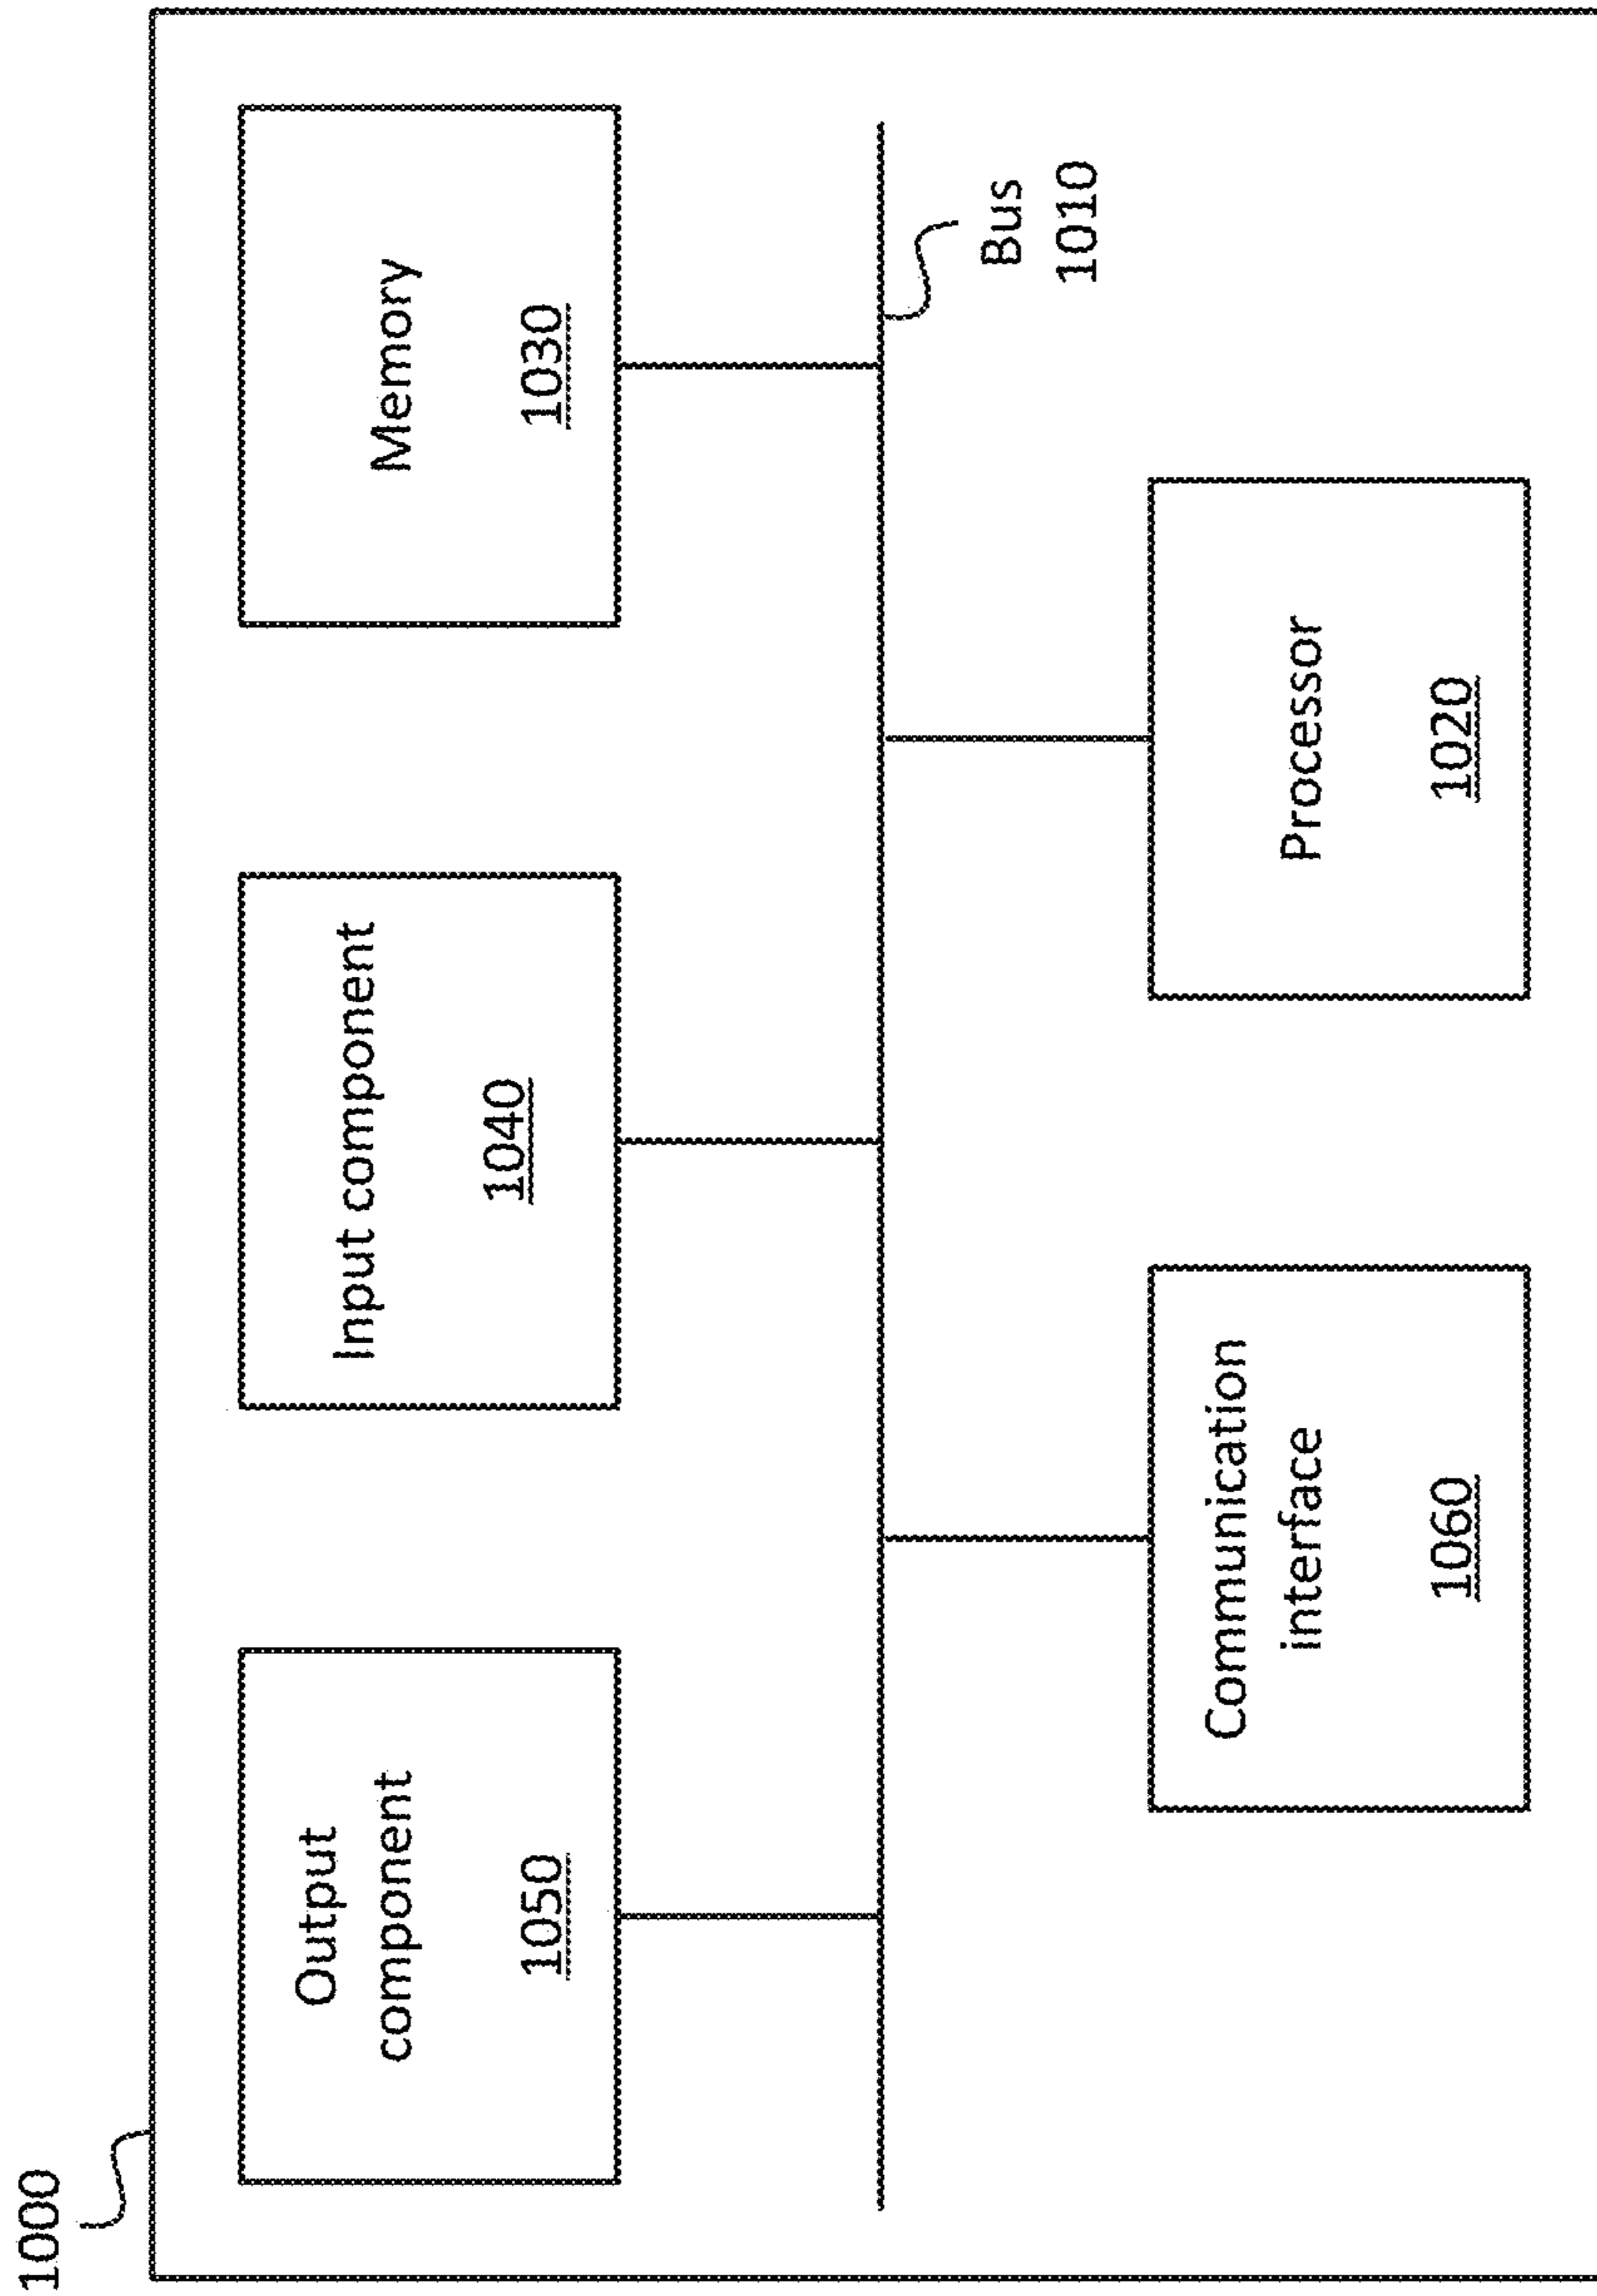 1000
Output
component
1050
Input component
1040
Memory
1030
Bus
1010
Communication
interface
1060
Processor
1020